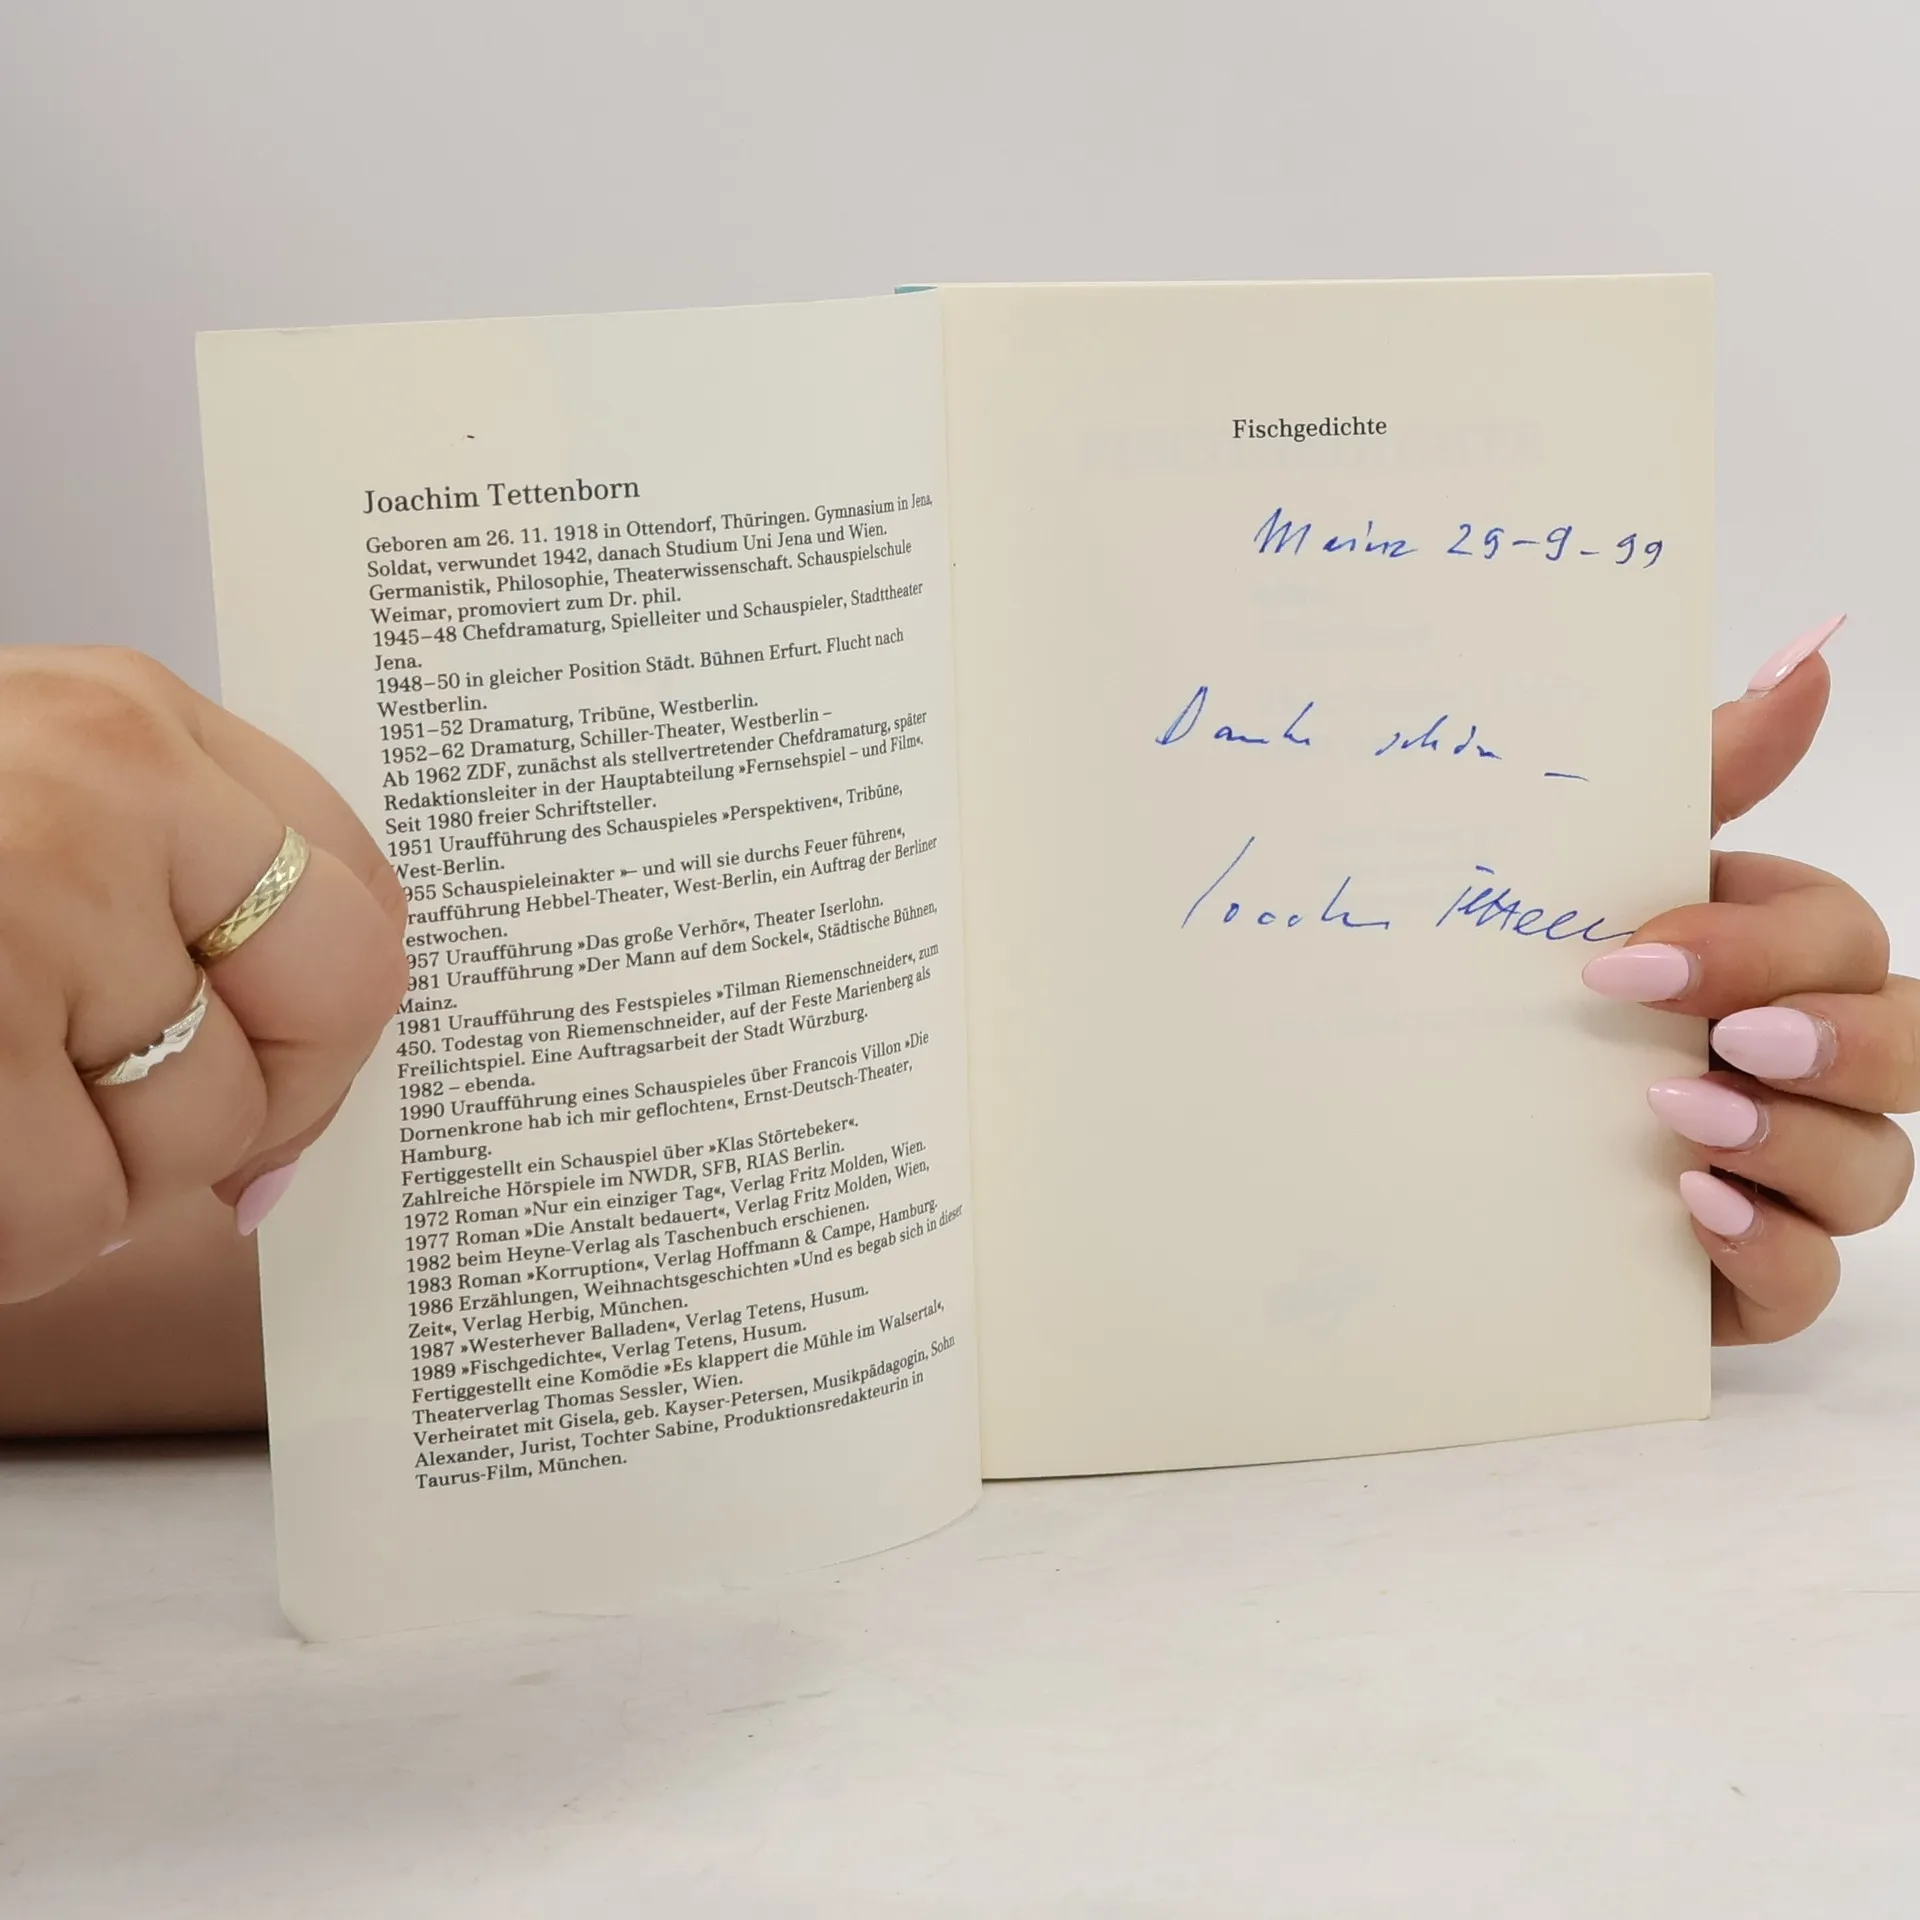 Joachim Tettenborn
Geboren am 26. 11. 1918 in Ottendorf, Thüringen. Gymnasium in Jena,
Soldat, verwundet 1942, danach Studium Uni Jena und Wien.
Germanistik, Philosophie, Theaterwissenschaft. Schauspielschule
Weimar, promoviert zum Dr. phil.
1945–48 Chefdramaturg, Spielleiter und Schauspieler, Stadttheater
Jena.
1948–50 in gleicher Position Städt. Bühnen Erfurt. Flucht nach
Westberlin.
1951–52 Dramaturg, Tribüne, Westberlin.
1952–62 Dramaturg, Schiller-Theater, Westberlin –
Ab 1962 ZDF, zunächst als stellvertretender Chefdramaturg, später
Redaktionsleiter in der Hauptabteilung »Fernsehspiel – und Film«.
Seit 1980 freier Schriftsteller.
1951 Uraufführung des Schauspieles »Perspektiven«, Tribüne,
West-Berlin.
955 Schauspieleinakter »– und will sie durchs Feuer führen«,
raufführung Hebbel-Theater, West-Berlin, ein Auftrag der Berliner
estwochen.
957 Uraufführung »Das große Verhör«, Theater Iserlohn.
981 Uraufführung »Der Mann auf dem Sockel«, Städtische Bühnen,
Mainz.
1981 Uraufführung des Festspieles »Tilman Riemenschneider«, zum
450. Todestag von Riemenschneider, auf der Feste Marienberg als
Freilichtspiel. Eine Auftragsarbeit der Stadt Würzburg.
1982 – ebenda.
1990 Uraufführung eines Schauspieles über Francois Villon »Die
Dornenkrone hab ich mir geflochten«, Ernst-Deutsch-Theater,
Hamburg.
Fertiggestellt ein Schauspiel über »Klas Störtebeker«.
Zahlreiche Hörspiele im NWDR, SFB, RIAS Berlin.
1972 Roman »Nur ein einziger Tag«, Verlag Fritz Molden, Wien.
1977 Roman »Die Anstalt bedauert«, Verlag Fritz Molden, Wien,
1982 beim Heyne-Verlag als Taschenbuch erschienen.
1983 Roman »Korruption«, Verlag Hoffmann & Campe, Hamburg.
1986 Erzählungen, Weihnachtsgeschichten »Und es begab sich in dieser
Zeit«, Verlag Herbig, München.
1987 »Westerhever Balladen«, Verlag Tetens, Husum.
1989 »Fischgedichte«, Verlag Tetens, Husum.
Fertiggestellt eine Komödie »Es klappert die Mühle im Walsertal«,
Theaterverlag Thomas Sessler, Wien.
Verheiratet mit Gisela, geb. Kayser-Petersen, Musikpädagogin, Sohn
Alexander, Jurist, Tochter Sabine, Produktionsredakteurin in
Taurus-Film, München.
Fischgedichte
Mainz 29-9-99
Danke schön –
Joachim Tettenborn